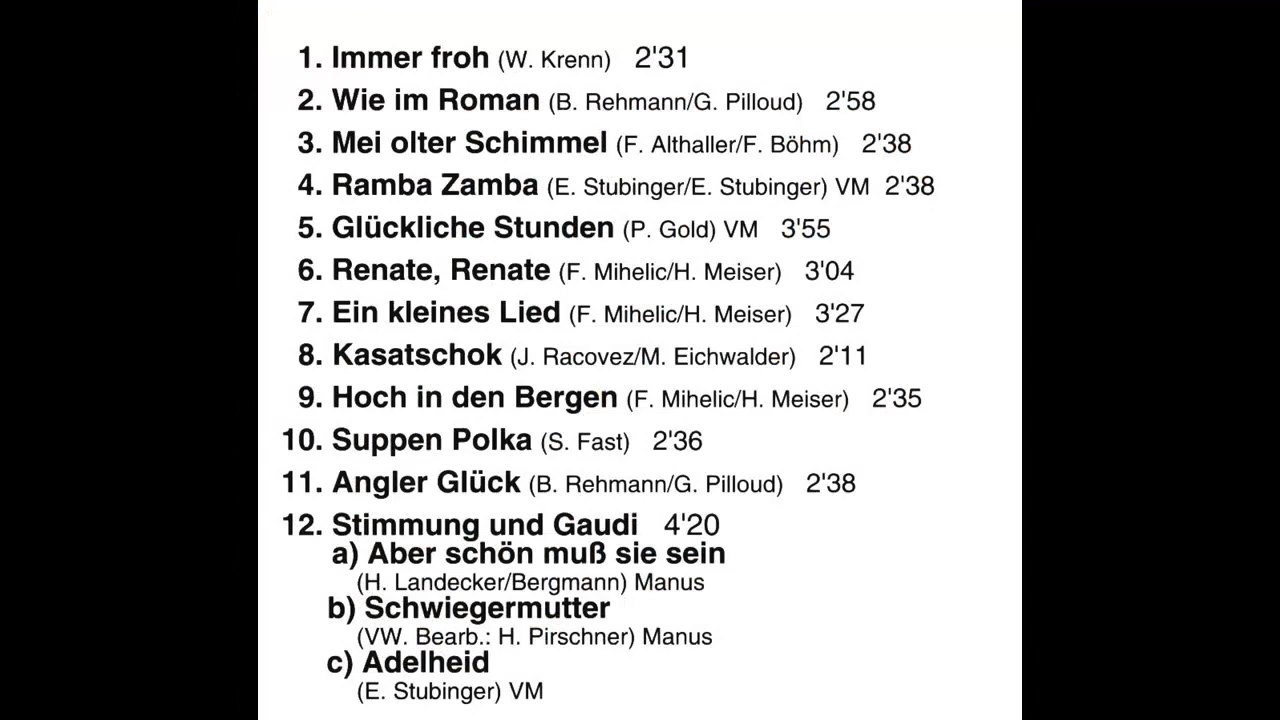 1. Immer froh (W. Krenn) 2'31
2. Wie im Roman (B. Rehmann/G. Pilloud) 2'58
3. Mei olter Schimmel (F. Althaller/F. Böhm) 2'38
4. Ramba Zamba (E. Stubinger/E. Stubinger) VM 2'38
5. Glückliche Stunden (P. Gold) VM 3'55
6. Renate, Renate (F. Mihelic/H. Meiser) 3'04
7. Ein kleines Lied (F. Mihelic/H. Meiser) 3'27
8. Kasatschok (J. Racovez/M. Eichwalder) 2'11
9. Hoch in den Bergen (F. Mihelic/H. Meiser) 2'35
10. Suppen Polka (S. Fast) 2'36
11. Angler Glück (B. Rehmann/G. Pilloud) 2'38
12. Stimmung und Gaudi 4'20
a) Aber schön muß sie sein
(H. Landecker/Bergmann) Manus
b) Schwiegermutter
(VW. Bearb.: H. Pirschner) Manus
c) Adelheid
(E. Stubinger) VM